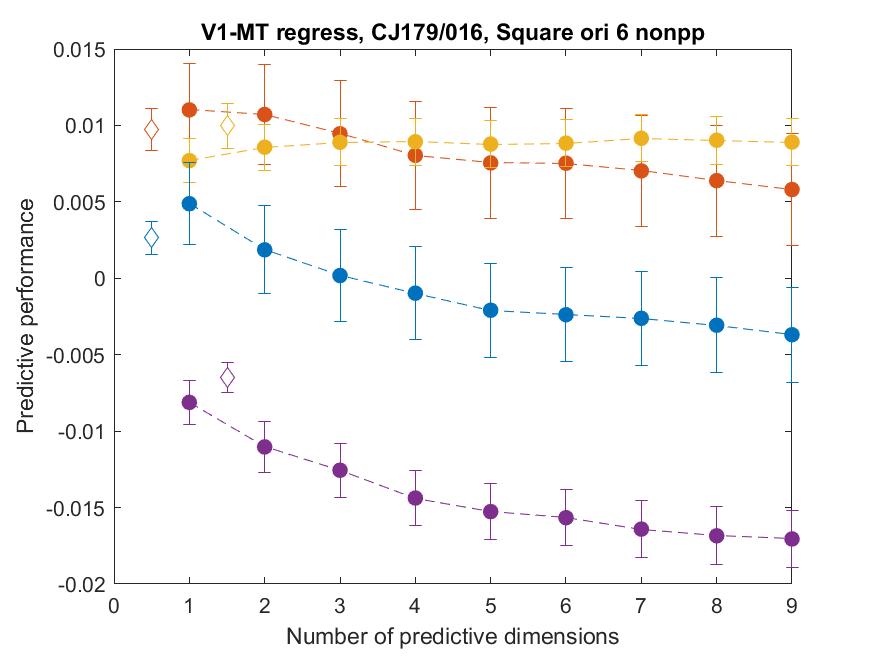 V1-MT regress, CJ179/016, Square ori 6 nonpp
0.015
0.01
0.005
0
-0.005
-0.01
-0.015
-0.02
Predictive performance
0 1 2 3 4 5 6 7 8 9
Number of predictive dimensions